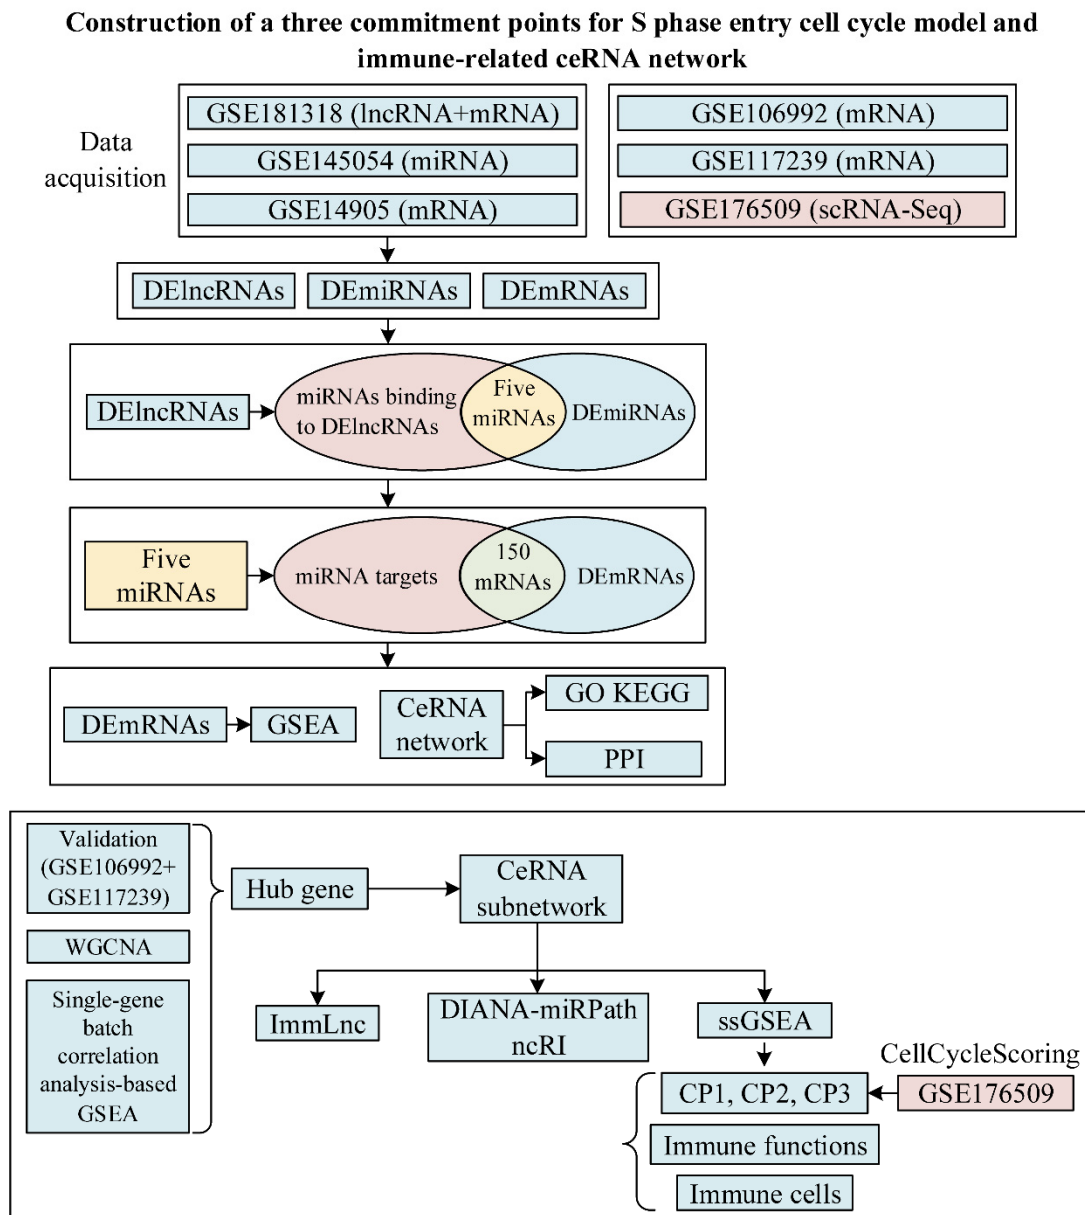 Construction of a three commitment points for S phase entry cell cycle model and
immune-related ceRNA network
Data
acquisition
GSE181318 (lncRNA+mRNA)
GSE145054 (miRNA)
GSE14905 (mRNA)
GSE106992 (mRNA)
GSE117239 (mRNA)
GSE176509 (scRNA-Seq)
DElncRNAs
DEmiRNAs
DEmRNAs
DElncRNAs
miRNAs binding
to DElncRNAs
Five
miRNAs
DEmiRNAs
Five
miRNAs
miRNA targets
150
mRNAs
DEmRNAs
DEmRNAs
GSEA
CeRNA
network
GO KEGG
PPI
Validation
(GSE106992+
GSE117239)
WGCNA
Single-gene
batch
correlation
analysis-based
GSEA
Hub gene
CeRNA
subnetwork
ImmLnc
DIANA-miRPath
ncRI
ssGSEA
CellCycleScoring
CP1, CP2, CP3
GSE176509
Immune functions
Immune cells